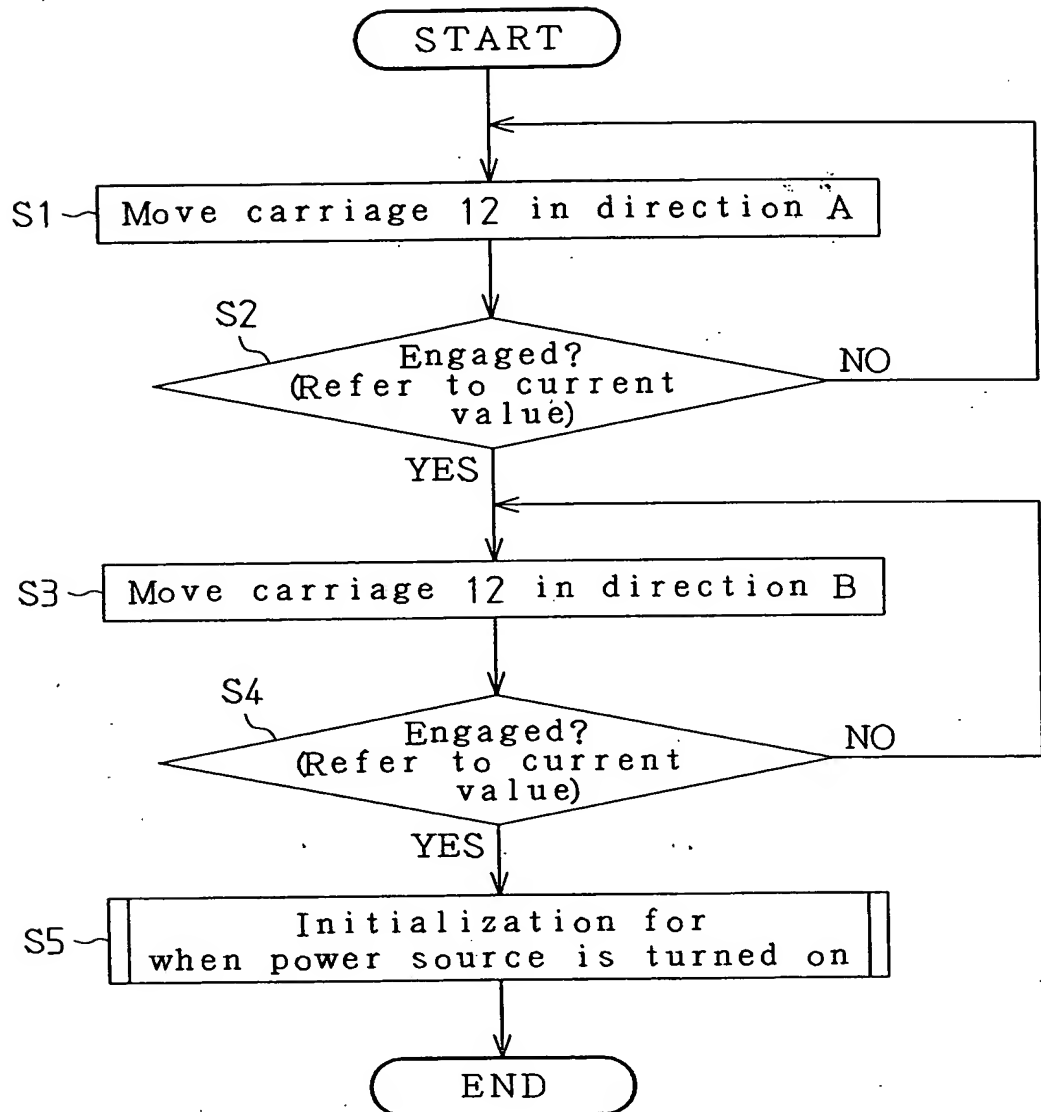 START
S1
Move carriage 12 in direction A
S2
Engaged?
(Refer to current
value)
NO
YES
S3
Move carriage 12 in direction B
S4
Engaged?
(Refer to current
value)
NO
YES
S5
Initialization for
when power source is turned on
END